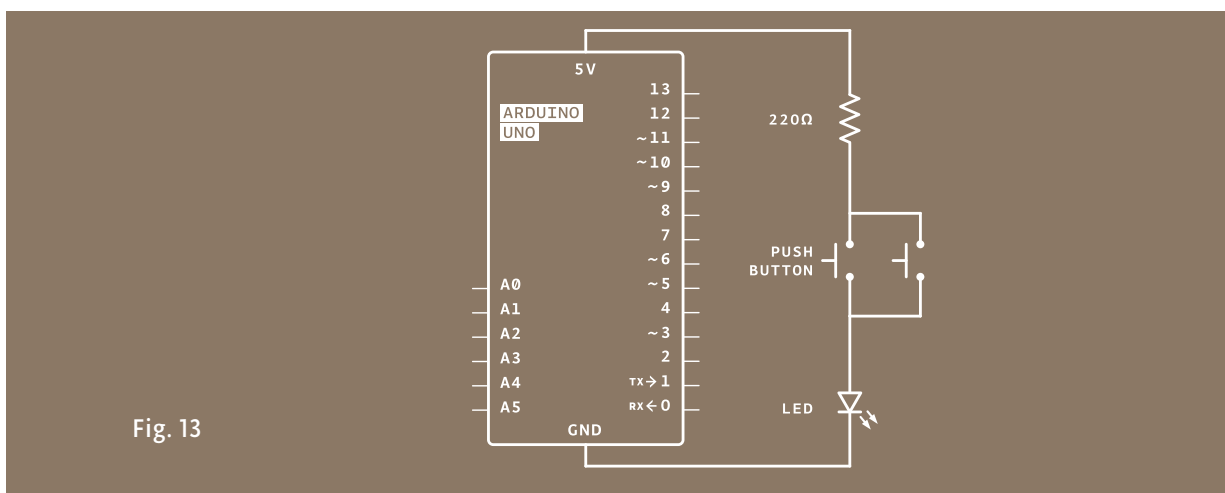 5V
ARDUINO
UNO
13
12
~11
~10
~9
8
7
~6
~5
4
~3
2
TX→1
RX←0
A0
A1
A2
A3
A4
A5
GND
220Ω
PUSH
BUTTON
LED
Fig. 13